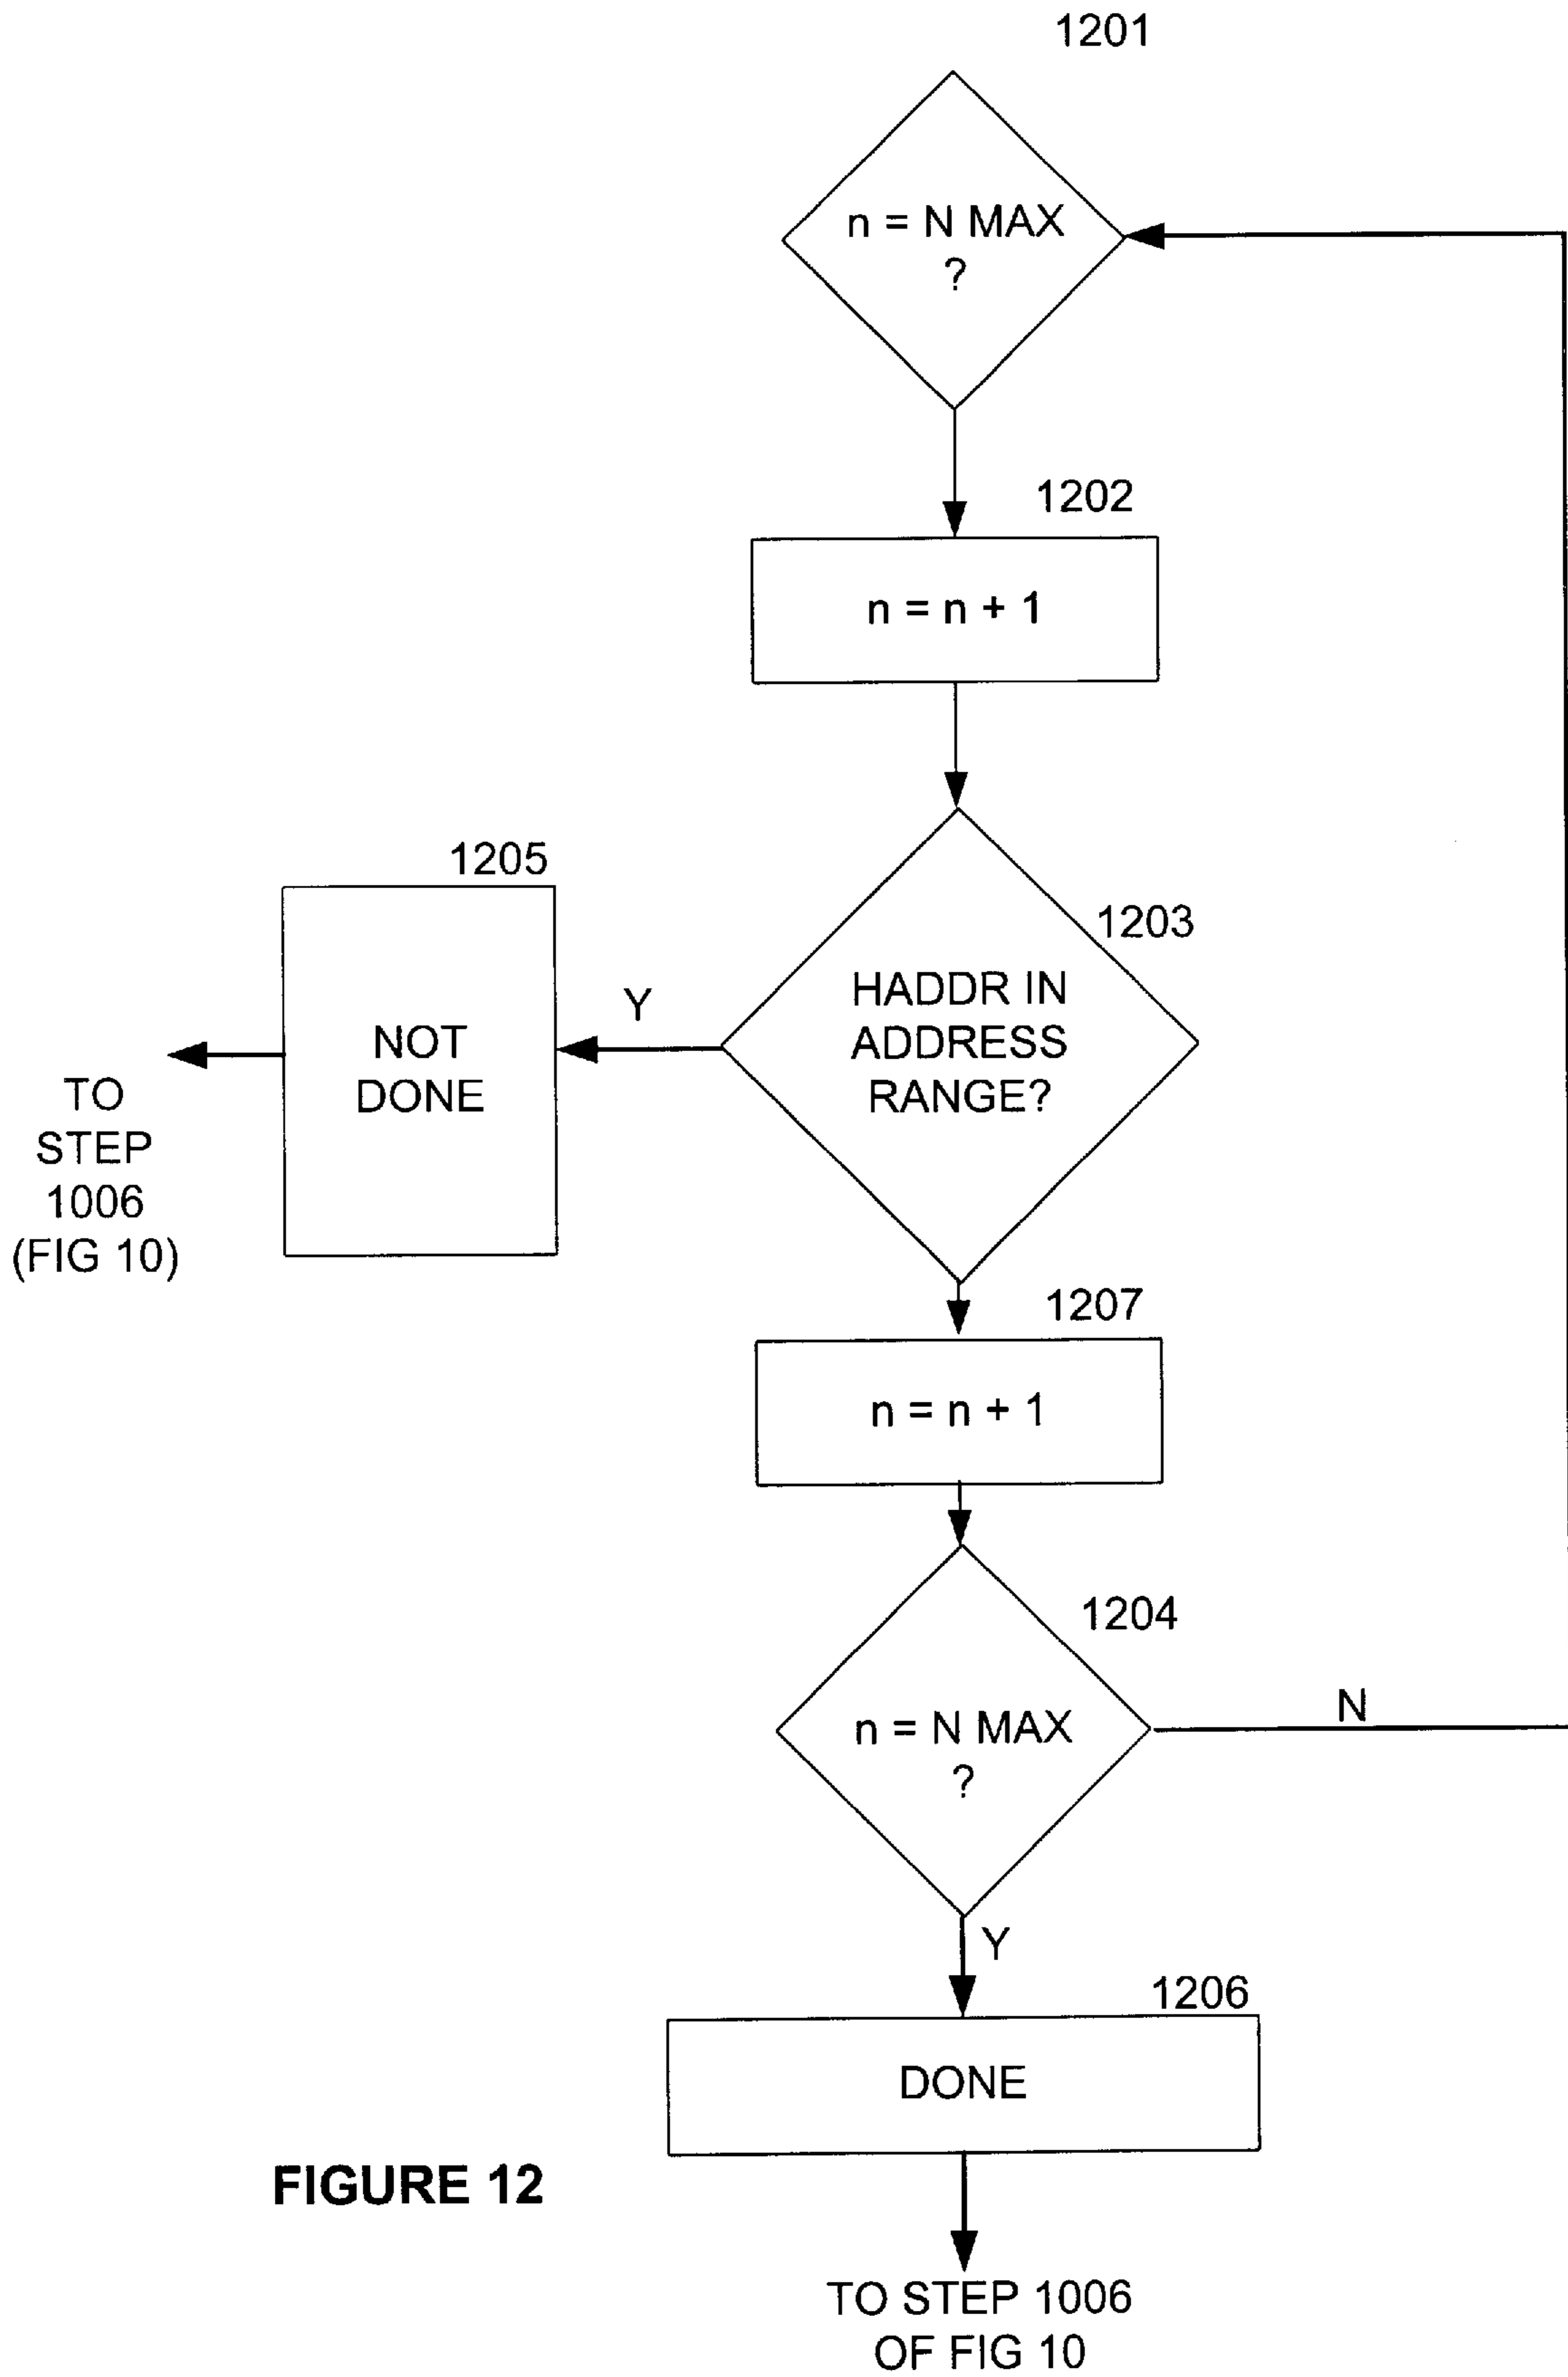 1201
n = N MAX
?
1202
n = n + 1
1205
1203
HADDR IN
ADDRESS
RANGE?
Y
NOT
DONE
TO
STEP
1006
(FIG 10)
1207
n = n + 1
1204
n = N MAX
?
N
Y
1206
DONE
FIGURE 12
TO STEP 1006
OF FIG 10